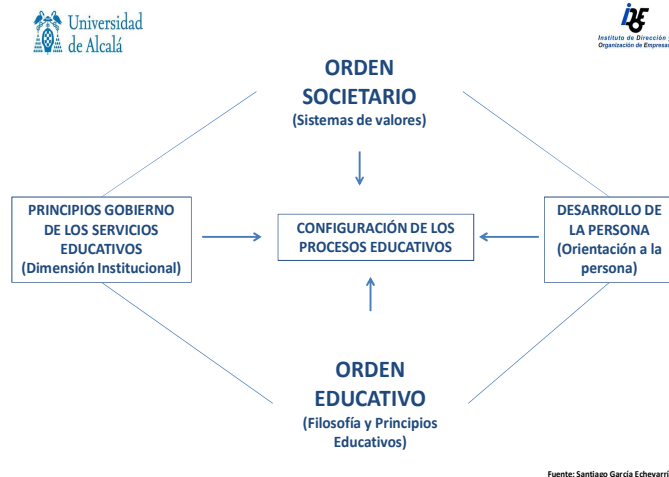 Universidad
de Alcalá
Instituto de Dirección y
Organización de Empresas
ORDEN
SOCIETARIO
(Sistemas de valores)
PRINCIPIOS GOBIERNO
DE LOS SERVICIOS
EDUCATIVOS
(Dimensión Institucional)
CONFIGURACIÓN DE LOS
PROCESOS EDUCATIVOS
DESARROLLO DE
LA PERSONA
(Orientación a la
persona)
ORDEN
EDUCATIVO
(Filosofía y Principios
Educativos)
Fuente: Santiago García Echevarrí